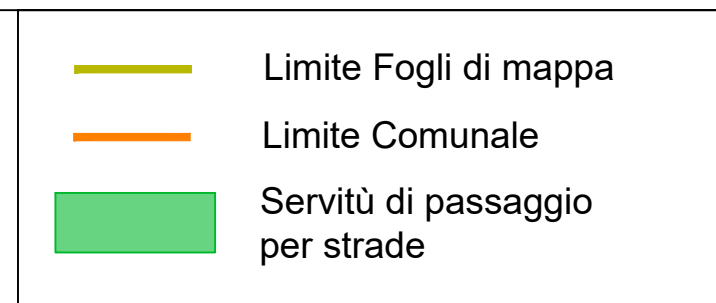 Limite Fogli di mappa
Limite Comunale
Servitù di passaggio
per strade